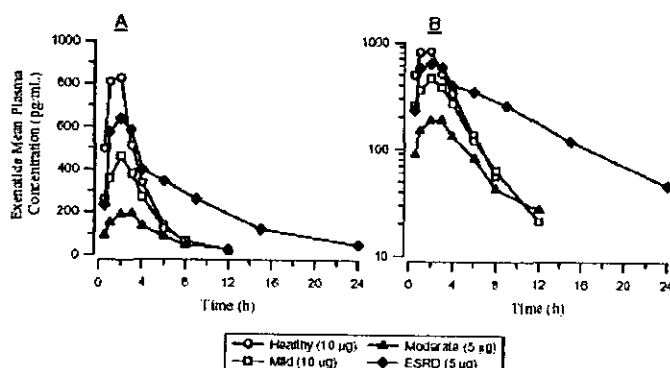 A
B
1000
800
600
400
200
0
Exenatide Mean Plasma
Concentration (pg/mL)
0 4 8 12 16 20 24
Time (h)
1000
100
10
0 4 8 12 16 20 24
Time (h)
Healthy (10 μg) Moderate (5 μg)
Mild (10 μg) ESRD (5 μg)